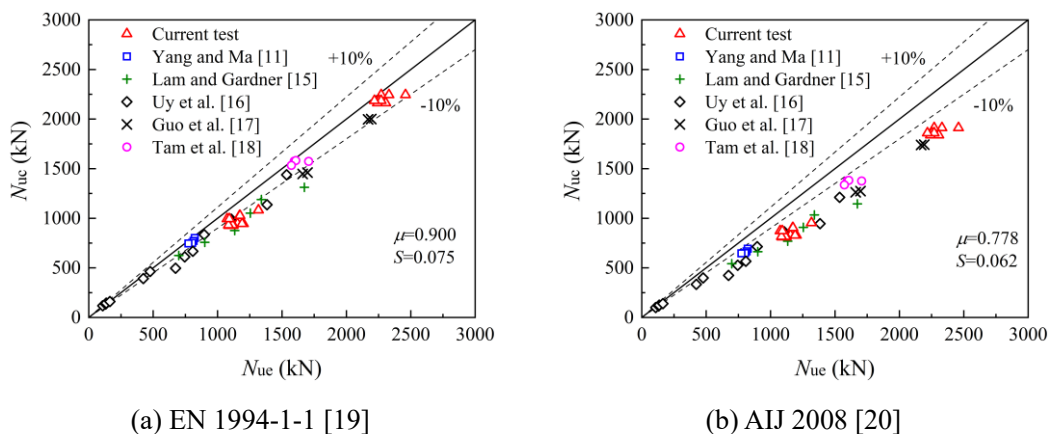 3000
2500
2000
1500
1000
500
0
0 500 1000 1500 2000 2500 3000
Nuc (kN)
Nue (kN)
Current test
Yang and Ma [11]
Lam and Gardner [15]
Uy et al. [16]
Guo et al. [17]
Tam et al. [18]
+10%
-10%
μ=0.900
S=0.075
(a) EN 1994-1-1 [19]
3000
2500
2000
1500
1000
500
0
0 500 1000 1500 2000 2500 3000
Nuc (kN)
Nue (kN)
Current test
Yang and Ma [11]
Lam and Gardner [15]
Uy et al. [16]
Guo et al. [17]
Tam et al. [18]
+10%
-10%
μ=0.778
S=0.062
(b) AIJ 2008 [20]